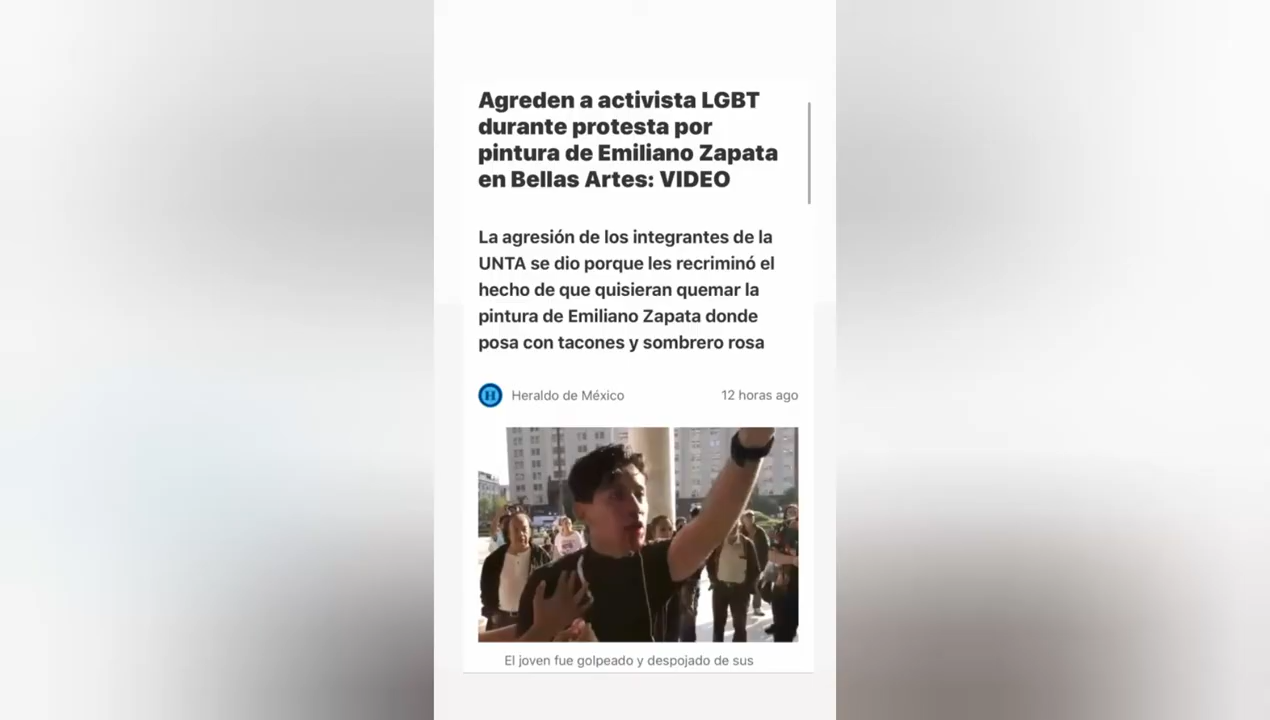 Agreden a activista LGBT
durante protesta por
pintura de Emiliano Zapata
en Bellas Artes: VIDEO
La agresión de los integrantes de la
UNTA se dio porque les recriminó el
hecho de que quisieran quemar la
pintura de Emiliano Zapata donde
posa con tacones y sombrero rosa
H
Heraldo de México
12 horas ago
El joven fue golpeado y despojado de sus